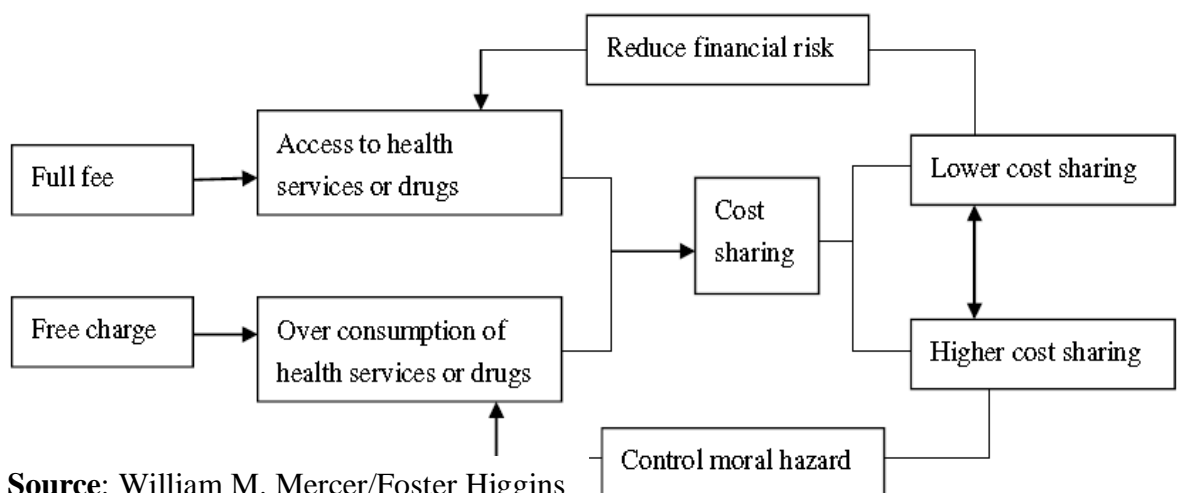 Reduce financial risk
Full fee
Access to health
services or drugs
Lower cost sharing
Cost
sharing
Free charge
Over consumption of
health services or drugs
Higher cost sharing
Control moral hazard
Source: William M. Mercer/Foster Higgins